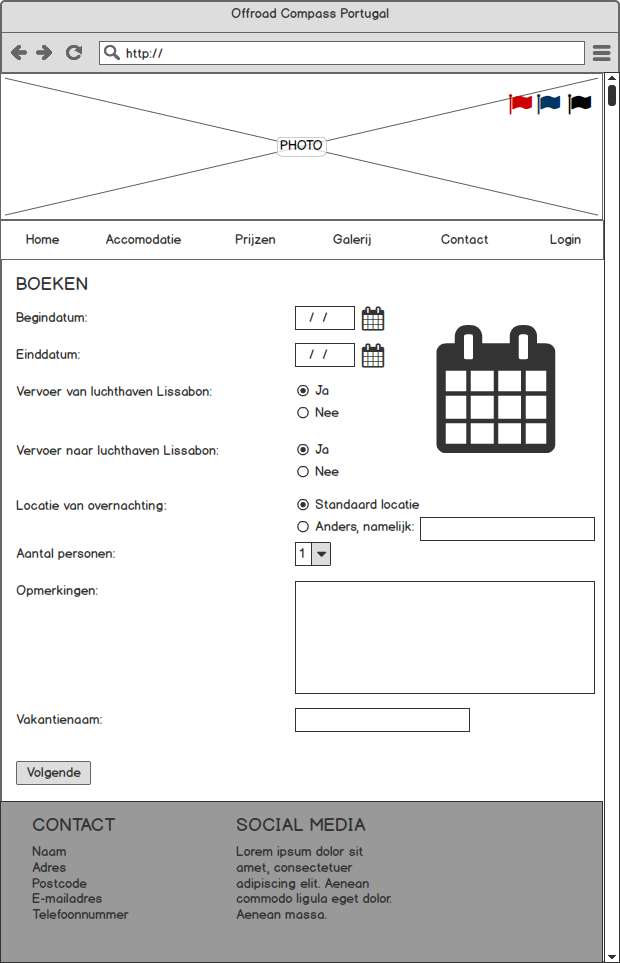 Offroad Compass Portugal
http://
PHOTO
Home Accomodatie Prijzen Galerij Contact Login
BOEKEN
Begindatum: / /
Einddatum: / /
Vervoer van luchthaven Lissabon: Ja
Nee
Vervoer naar luchthaven Lissabon: Ja
Nee
Locatie van overnachting: Standaard locatie
Anders, namelijk:
Aantal personen: 1
Opmerkingen:
Vakantienaam:
Volgende
CONTACT
Naam
Adres
Postcode
E-mailadres
Telefoonnummer
SOCIAL MEDIA
Lorem ipsum dolor sit
amet, consectetuer
adipiscing elit. Aenean
commodo ligula eget dolor.
Aenean massa.